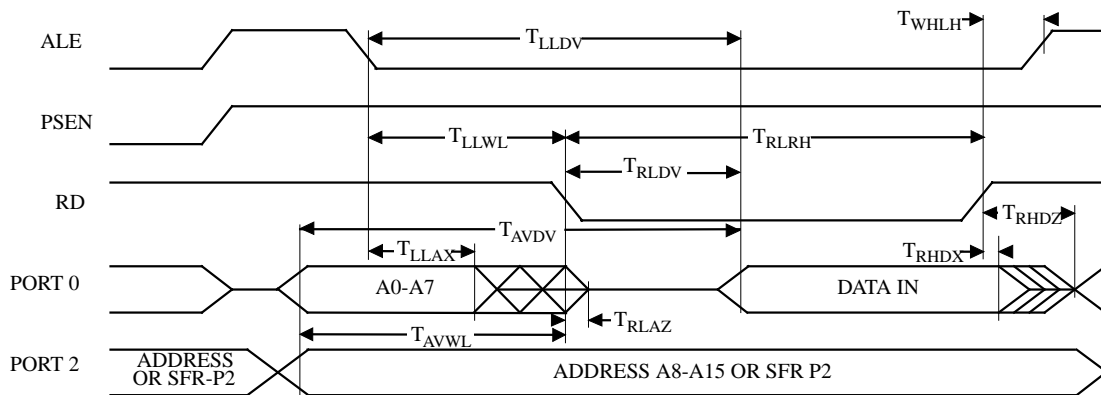 T_WHLH
ALE
T_LLDV
PSEN
T_LLWL
T_RLRH
T_RLDV
RD
T_AVDV
T_RHDZ
T_LLAX
T_RHDX
PORT 0
A0-A7
DATA IN
T_RLAZ
T_AVWL
PORT 2
ADDRESS
OR SFR-P2
ADDRESS A8-A15 OR SFR P2